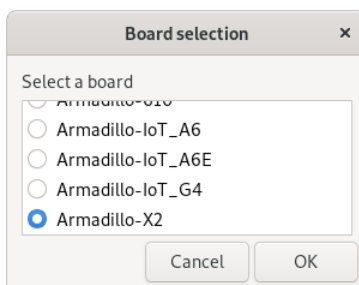 Board selection
Select a board
Armadillo-IoT_A6
Armadillo-IoT_A6E
Armadillo-IoT_G4
Armadillo-X2
Cancel OK